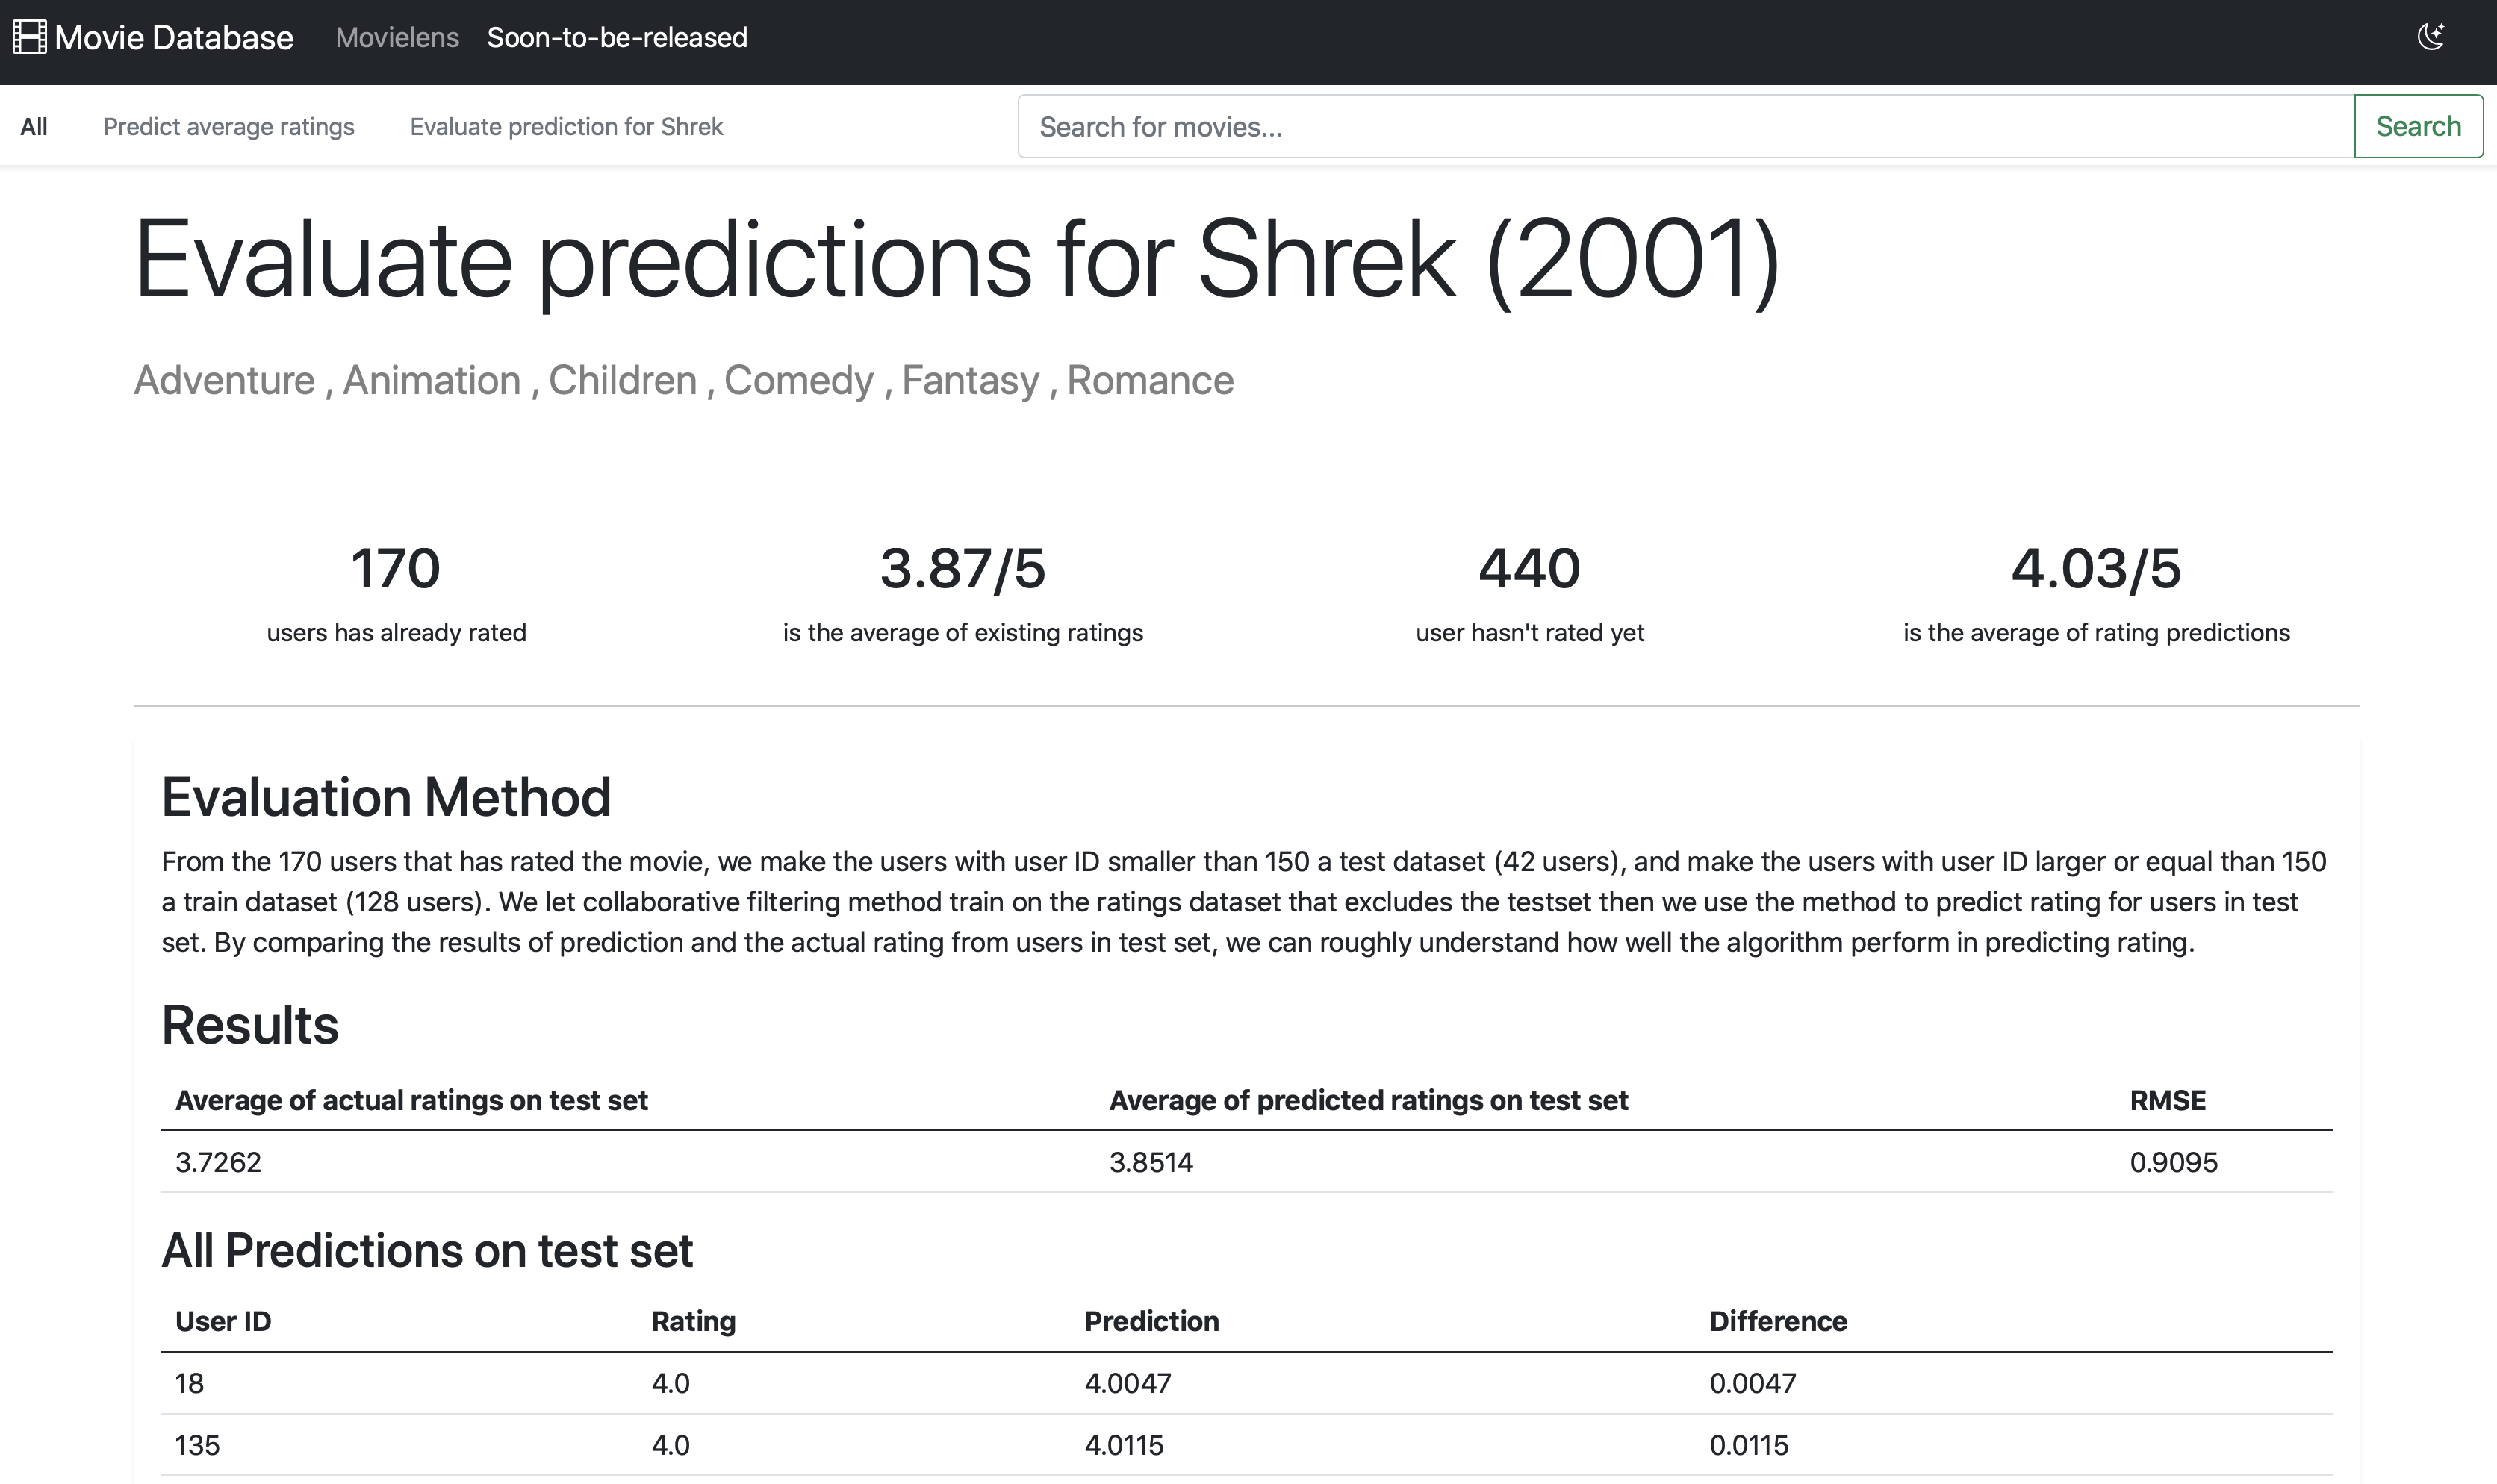 Movie Database Movielens Soon-to-be-released
All Predict average ratings Evaluate prediction for Shrek Search for movies... Search
Evaluate predictions for Shrek (2001)
Adventure , Animation , Children , Comedy , Fantasy , Romance
170 3.87/5 440 4.03/5
users has already rated is the average of existing ratings user hasn't rated yet is the average of rating predictions
Evaluation Method
From the 170 users that has rated the movie, we make the users with user ID smaller than 150 a test dataset (42 users), and make the users with user ID larger or equal than 150
a train dataset (128 users). We let collaborative filtering method train on the ratings dataset that excludes the testset then we use the method to predict rating for users in test
set. By comparing the results of prediction and the actual rating from users in test set, we can roughly understand how well the algorithm perform in predicting rating.
Results
Average of actual ratings on test set Average of predicted ratings on test set RMSE
3.7262 3.8514 0.9095
All Predictions on test set
User ID Rating Prediction Difference
18 4.0 4.0047 0.0047
135 4.0 4.0115 0.0115